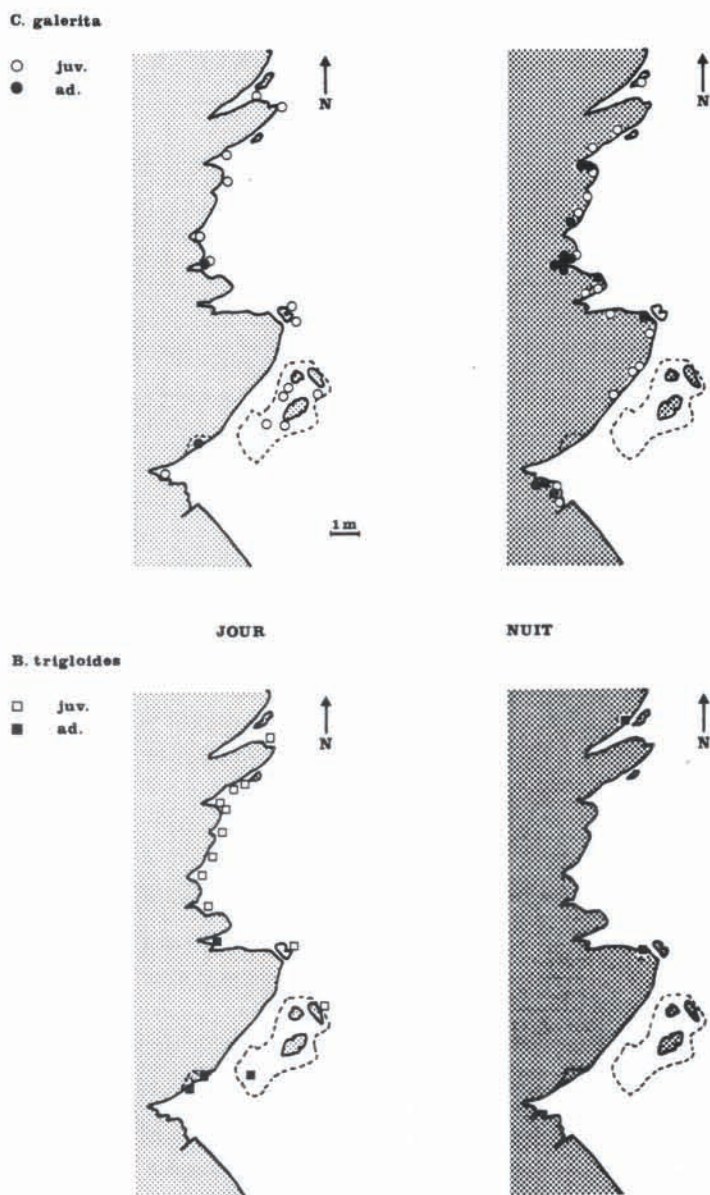 C. galerita
juv.
ad.
N
N
1 m
JOUR
NUIT
B. trigloides
juv.
ad.
N
N